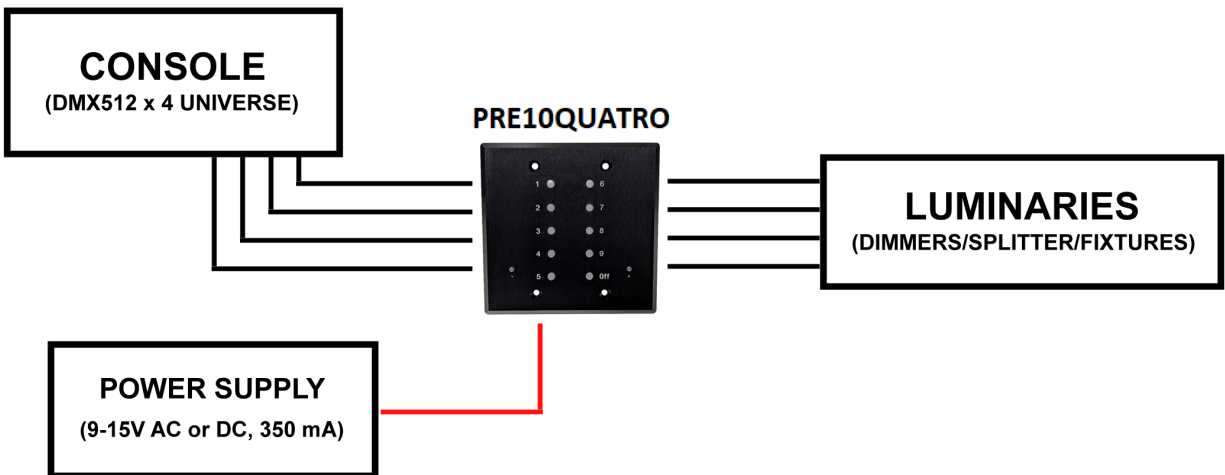 CONSOLE
(DMX512 x 4 UNIVERSE)
PRE10QUATRO
1 6
2 7
3 8
4 9
5 Off
LUMINARIES
(DIMMERS/SPLITTER/FIXTURES)
POWER SUPPLY
(9-15V AC or DC, 350 mA)